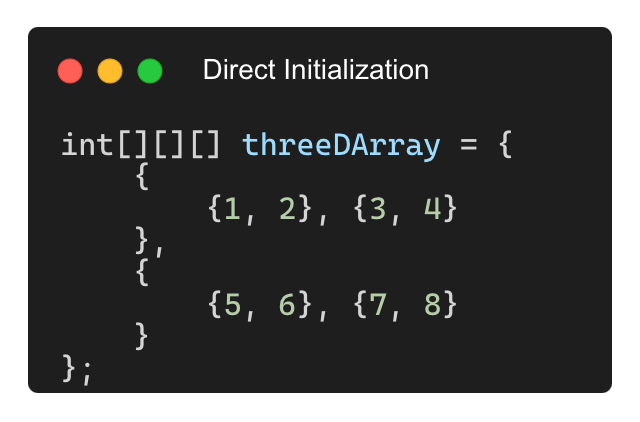 Direct Initialization
int[][][] threeDArray = {
    {
        {1, 2}, {3, 4}
    },
    {
        {5, 6}, {7, 8}
    }
};